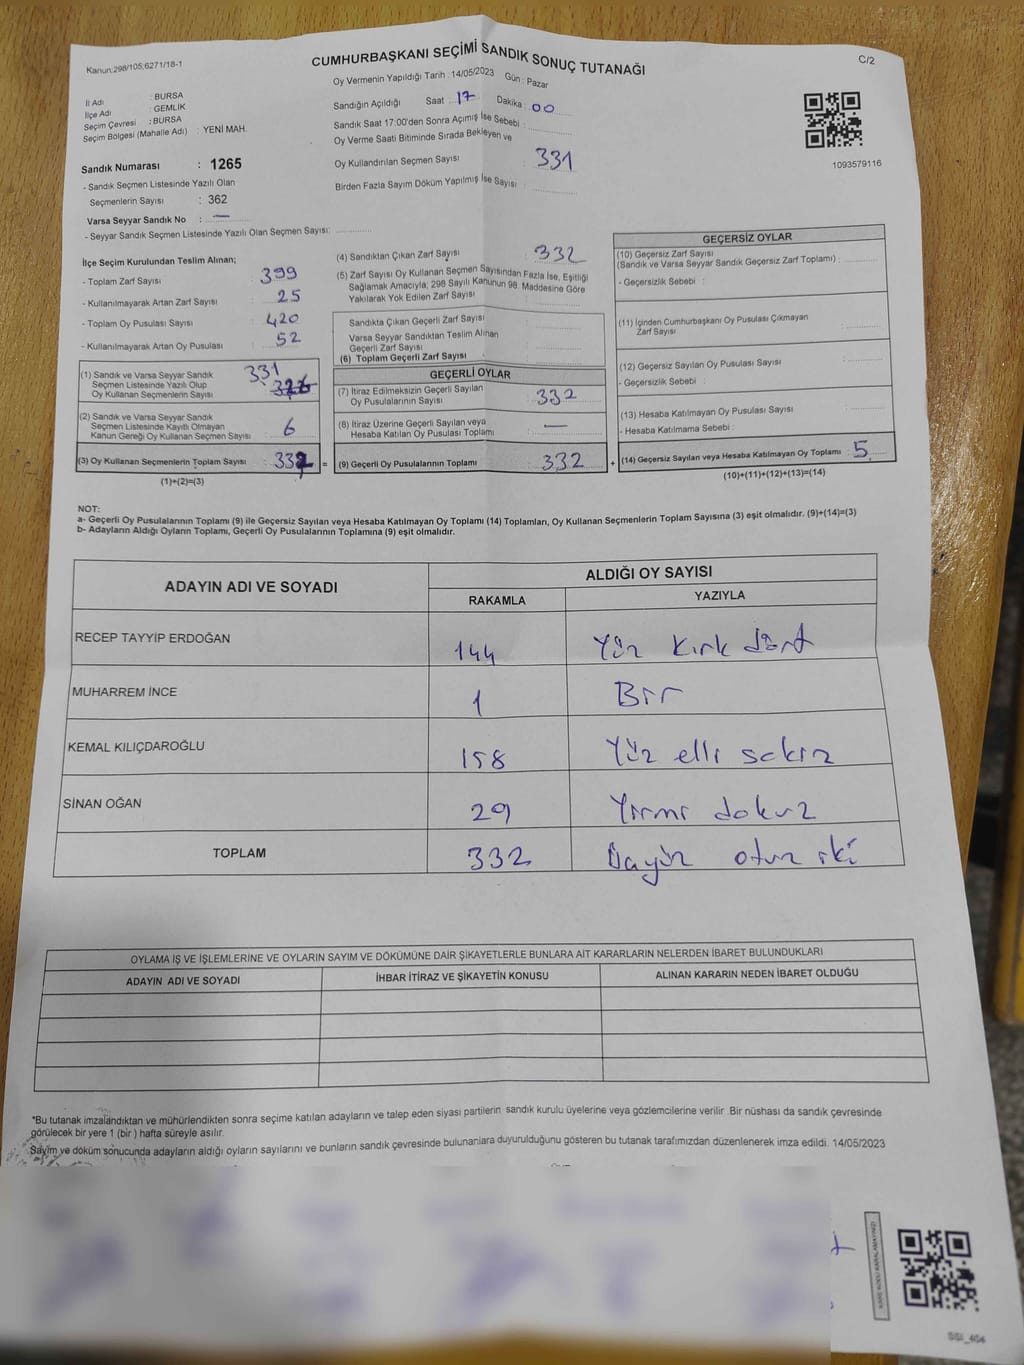 Kanun:298/105;6271/18-1
CUMHURBAŞKANI SEÇİMİ SANDIK SONUÇ TUTANAĞI
C/2
Oy Vermenin Yapıldığı Tarih : 14/05/2023 Gün : Pazar
İl Adı : BURSA
İlçe Adı : GEMLİK
Seçim Çevresi : BURSA
Seçim Bölgesi (Mahalle Adı) : YENİ MAH.
Sandığın Açıldığı Saat : 17 Dakika : 00
Sandık Saat 17:00'den Sonra Açımış İse Sebebi :
Oy Verme Saati Bitiminde Sırada Bekleyen ve
Oy Kullandırılan Seçmen Sayısı : 331
Birden Fazla Sayım Döküm Yapılmış İse Sayısı :
1093579116
Sandık Numarası : 1265
- Sandık Seçmen Listesinde Yazılı Olan
Seçmenlerin Sayısı : 362
Varsa Seyyar Sandık No : —
- Seyyar Sandık Seçmen Listesinde Yazılı Olan Seçmen Sayısı:
İlçe Seçim Kurulundan Teslim Alınan;
- Toplam Zarf Sayısı : 399
- Kullanılmayarak Artan Zarf Sayısı : 25
- Toplam Oy Pusulası Sayısı : 420
- Kullanılmayarak Artan Oy Pusulası : 52
(1) Sandık ve Varsa Seyyar Sandık
Seçmen Listesinde Yazılı Olup
Oy Kullanan Seçmenlerin Sayısı : 331
(2) Sandık ve Varsa Seyyar Sandık
Seçmen Listesinde Kayıtlı Olmayan
Kanun Gereği Oy Kullanan Seçmen Sayısı : 6
(3) Oy Kullanan Seçmenlerin Toplam Sayısı :
(1)+(2)=(3)
(4) Sandıktan Çıkan Zarf Sayısı : 332
(5) Zarf Sayısı Oy Kullanan Seçmen Sayısından Fazla İse, Eşitliği
Sağlamak Amacıyla; 298 Sayılı Kanunun 98. Maddesine Göre
Yakılarak Yok Edilen Zarf Sayısı :
Sandıkta Çıkan Geçerli Zarf Sayısı :
Varsa Seyyar Sandıktan Teslim Alınan
Geçerli Zarf Sayısı :
(6) Toplam Geçerli Zarf Sayısı :
GEÇERLİ OYLAR
(7) İtiraz Edilmeksizin Geçerli Sayılan
Oy Pusulalarının Sayısı : 332
(8) İtiraz Üzerine Geçerli Sayılan veya
Hesaba Katılan Oy Pusulası Toplamı : —
= (9) Geçerli Oy Pusulalarının Toplamı : 332 +
GEÇERSİZ OYLAR
(10) Geçersiz Zarf Sayısı
(Sandık ve Varsa Seyyar Sandık Geçersiz Zarf Toplamı) :
- Geçersizlik Sebebi :
(11) İçinden Cumhurbaşkanı Oy Pusulası Çıkmayan
Zarf Sayısı :
(12) Geçersiz Sayılan Oy Pusulası Sayısı :
- Geçersizlik Sebebi :
(13) Hesaba Katılmayan Oy Pusulası Sayısı :
- Hesaba Katılmama Sebebi :
(14) Geçersiz Sayılan veya Hesaba Katılmayan Oy Toplamı : 5
(10)+(11)+(12)+(13)=(14)
NOT:
a- Geçerli Oy Pusulalarının Toplamı (9) ile Geçersiz Sayılan veya Hesaba Katılmayan Oy Toplamı (14) Toplamları, Oy Kullanan Seçmenlerin Toplam Sayısına (3) eşit olmalıdır. (9)+(14)=(3)
b- Adayların Aldığı Oyların Toplamı, Geçerli Oy Pusulalarının Toplamına (9) eşit olmalıdır.
ADAYIN ADI VE SOYADI
ALDIĞI OY SAYISI
RAKAMLA YAZIYLA
RECEP TAYYİP ERDOĞAN 144 Yüz Kırk dört
MUHARREM İNCE 1 Bir
KEMAL KILIÇDAROĞLU 158 Yüz elli sekiz
SİNAN OĞAN 29 Yirmi dokuz
TOPLAM 332 Üçyüz otuz iki
OYLAMA İŞ VE İŞLEMLERİNE VE OYLARIN SAYIM VE DÖKÜMÜNE DAİR ŞİKAYETLERLE BUNLARA AİT KARARLARIN NELERDEN İBARET BULUNDUKLARI
ADAYIN ADI VE SOYADI İHBAR İTİRAZ VE ŞİKAYETİN KONUSU ALINAN KARARIN NEDEN İBARET OLDUĞU
*Bu tutanak imzalandıktan ve mühürlendikten sonra seçime katılan adayların ve talep eden siyasi partilerin sandık kurulu üyelerine veya gözlemcilerine verilir .Bir nüshası da sandık çevresinde
görülecek bir yere 1 (bir ) hafta süreyle asılır.
Sayım ve döküm sonucunda adayların aldığı oyların sayılarını ve bunların sandık çevresinde bulunanlara duyurulduğunu gösteren bu tutanak tarafımızdan düzenlenerek imza edildi. 14/05/2023